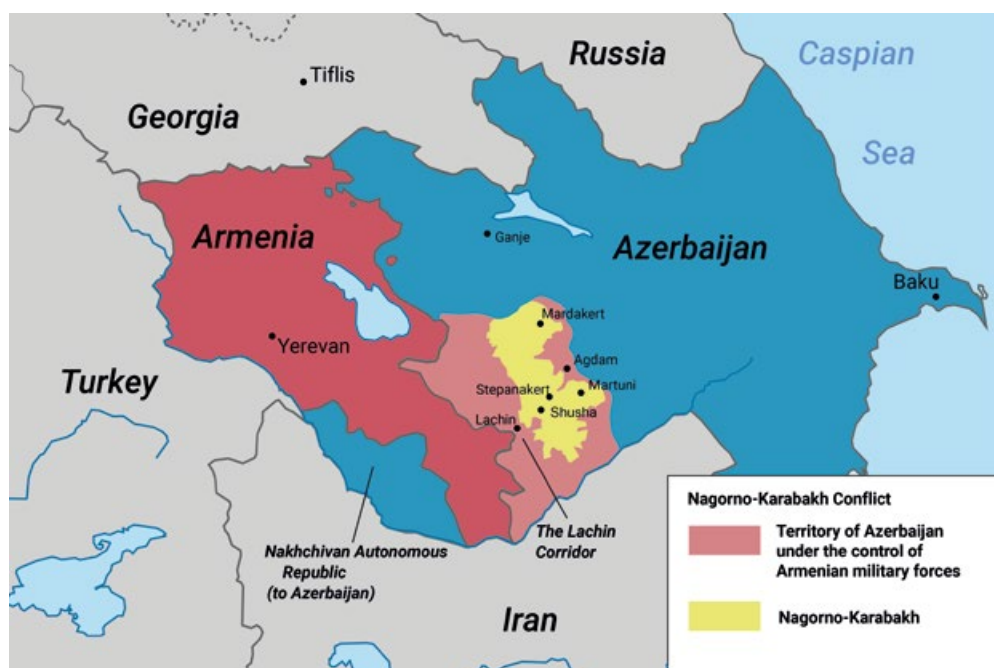 Russia
Caspian
Sea
Tiflis
Georgia
Armenia
Ganje
Azerbaijan
Baku
Mardakert
Yerevan
Agdam
Turkey
Stepanakert
Martuni
Shusha
Lachin
Nakhchivan Autonomous
Republic
(to Azerbaijan)
The Lachin
Corridor
Iran
Nagorno-Karabakh Conflict
Territory of Azerbaijan
under the control of
Armenian military forces
Nagorno-Karabakh